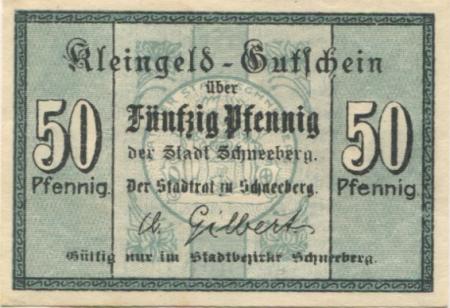 Kleingeld-Gutschein
über
50 Fünfzig Pfennig 50
der Stadt Schneeberg.
Pfennig. Der Stadtrat zu Schneeberg. Pfennig.
Gilbert
Gültig nur im Stadtbezirke Schneeberg.